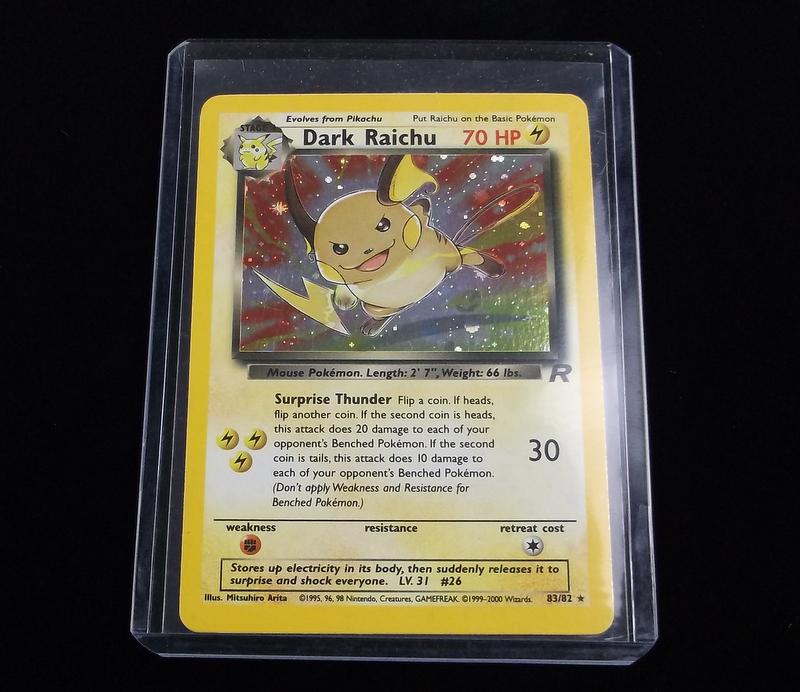 Evolves from Pikachu Put Raichu on the Basic Pokémon
STAGE 1
Dark Raichu 70 HP
Mouse Pokémon. Length: 2' 7", Weight: 66 lbs.
R
Surprise Thunder Flip a coin. If heads,
flip another coin. If the second coin is heads,
this attack does 20 damage to each of your
opponent's Benched Pokémon. If the second
coin is tails, this attack does 10 damage to
each of your opponent's Benched Pokémon.
(Don't apply Weakness and Resistance for
Benched Pokémon.)
30
weakness resistance retreat cost
Stores up electricity in its body, then suddenly releases it to
surprise and shock everyone. LV. 31 #26
Illus. Mitsuhiro Arita ©1995, 96, 98 Nintendo, Creatures, GAMEFREAK. ©1999-2000 Wizards. 83/82 ★